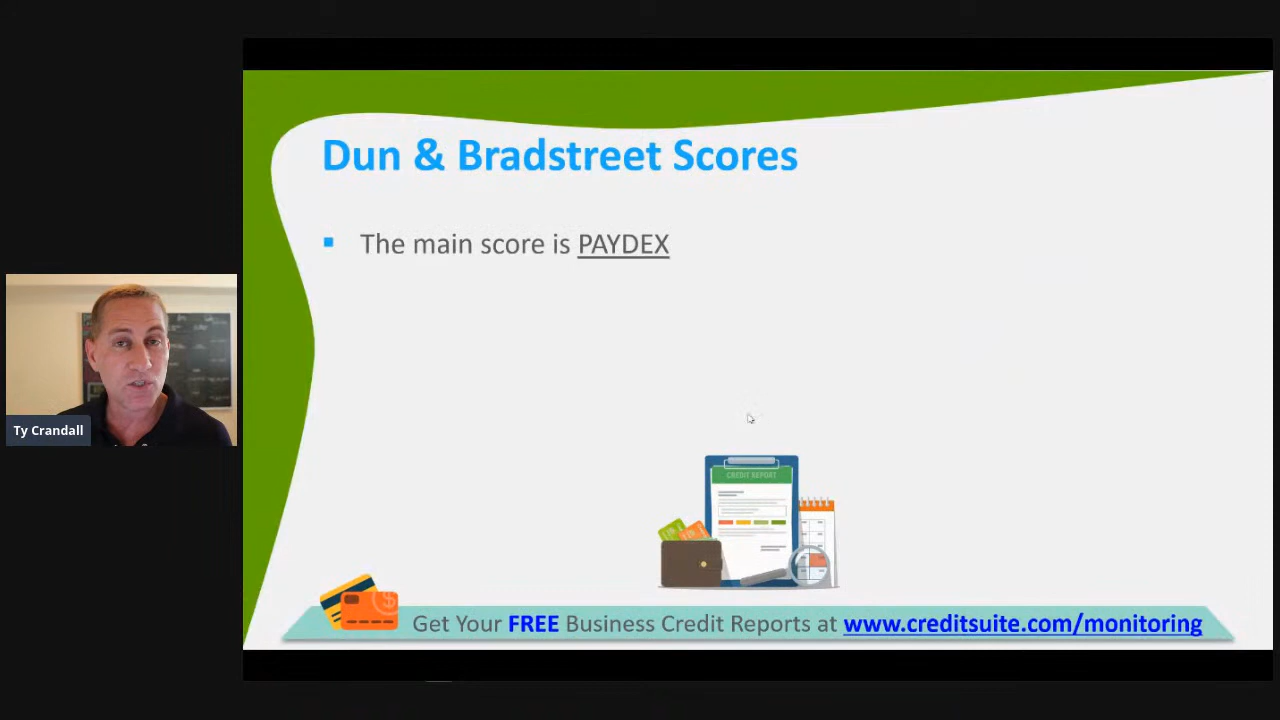 Dun & Bradstreet Scores
The main score is PAYDEX
Ty Crandall
CREDIT REPORT
Get Your FREE Business Credit Reports at www.creditsuite.com/monitoring